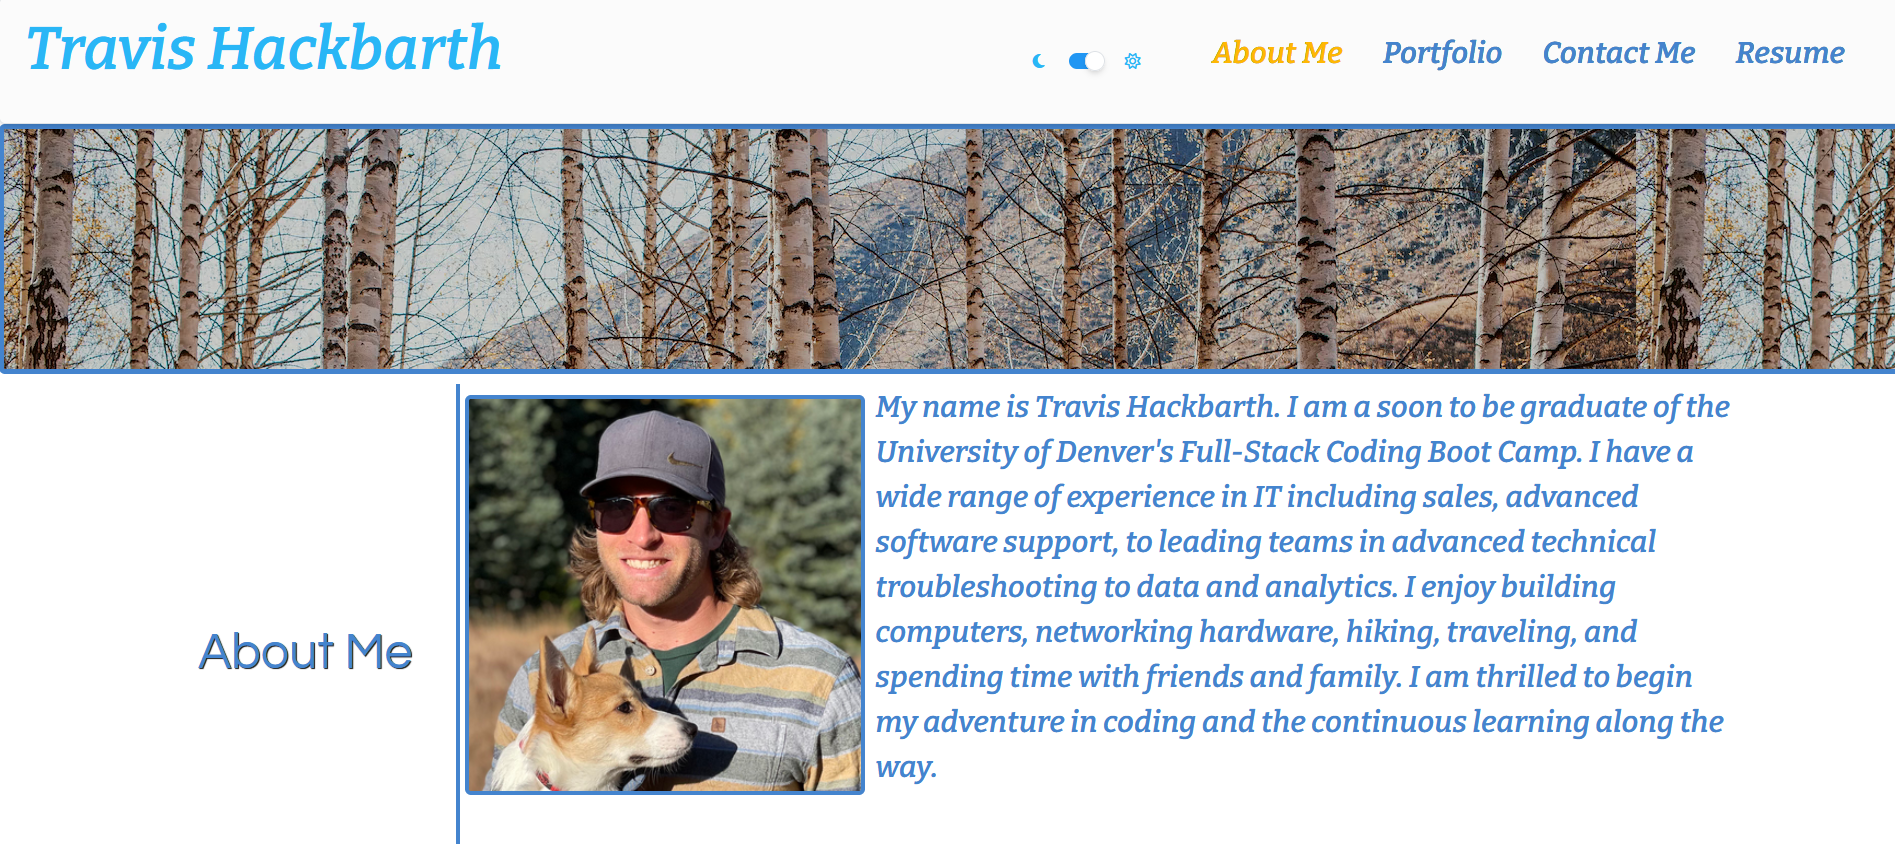 Travis Hackbarth
About Me Portfolio Contact Me Resume
About Me
My name is Travis Hackbarth. I am a soon to be graduate of the
University of Denver's Full-Stack Coding Boot Camp. I have a
wide range of experience in IT including sales, advanced
software support, to leading teams in advanced technical
troubleshooting to data and analytics. I enjoy building
computers, networking hardware, hiking, traveling, and
spending time with friends and family. I am thrilled to begin
my adventure in coding and the continuous learning along the
way.